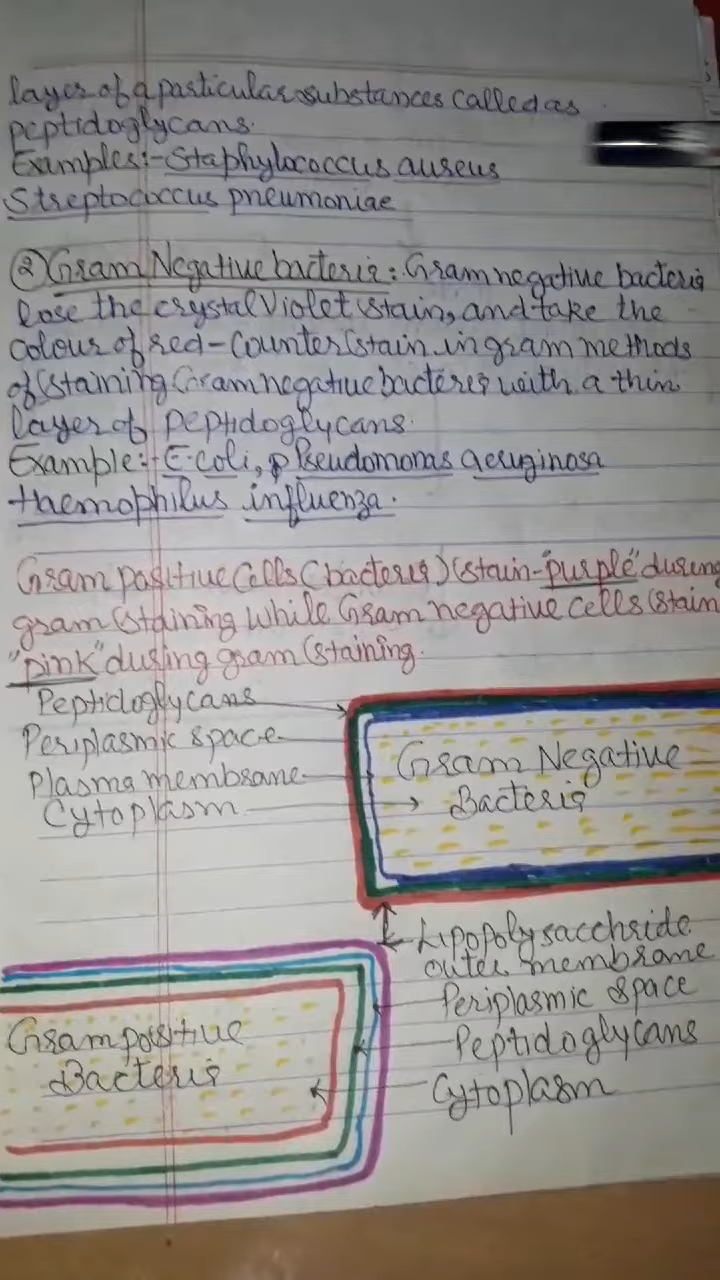 layer of a particular substances called as
peptidoglycans.
Examples:- Staphylococcus aureus
Streptococcus pneumoniae
② Gram Negative bacteria: Gram negative bacteria
lose the crystal Violet stain, and take the
colour of red-counter stain in gram methods
of staining Gram negative bacteria with a thin
layer of peptidoglycans.
Example:- E.coli, Pseudomonas aeruginosa
Haemophilus influenza.
Gram positive Cells (bacteria) stain-"purple" during
gram staining while Gram negative cells stain
"pink" during gram staining.
Peptidoglycans
Periplasmic space
Plasma membrane
Cytoplasm
Gram Negative
Bacteria
Lipopolysacchride
outer membrane
Periplasmic space
Peptidoglycans
Cytoplasm
Gram positive
Bacteria